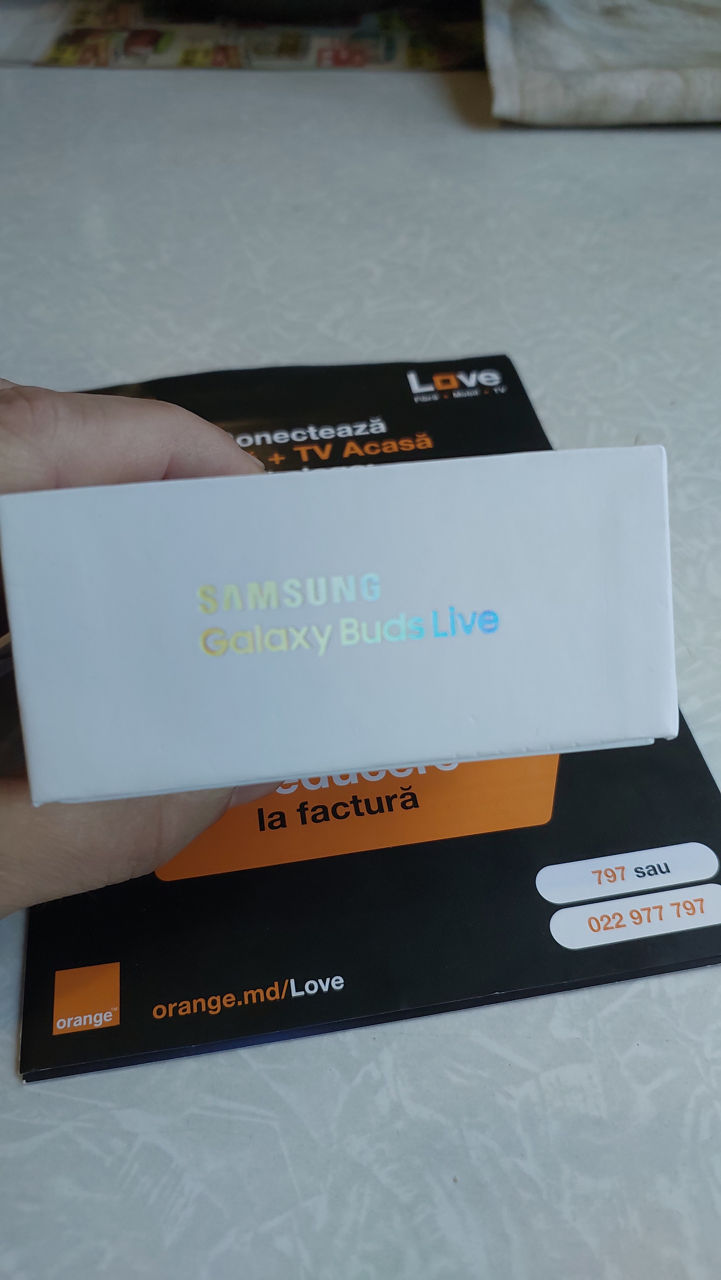 Love
Fibră • Mobil • TV
onectează
+ TV Acasă
SAMSUNG
Galaxy Buds Live
la factură
797 sau
022 977 797
orange™
orange.md/Love